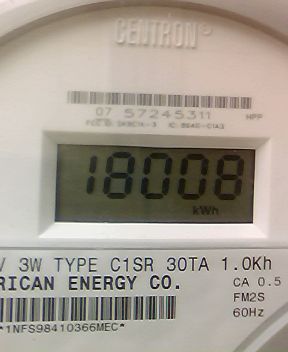 CENTRON®
07 57245311 HPP
18008
kWh
V 3W TYPE C1SR 30TA 1.0Kh
RICAN ENERGY CO. CA 0.5
FM2S
60Hz
*1NFS98410366MEC*